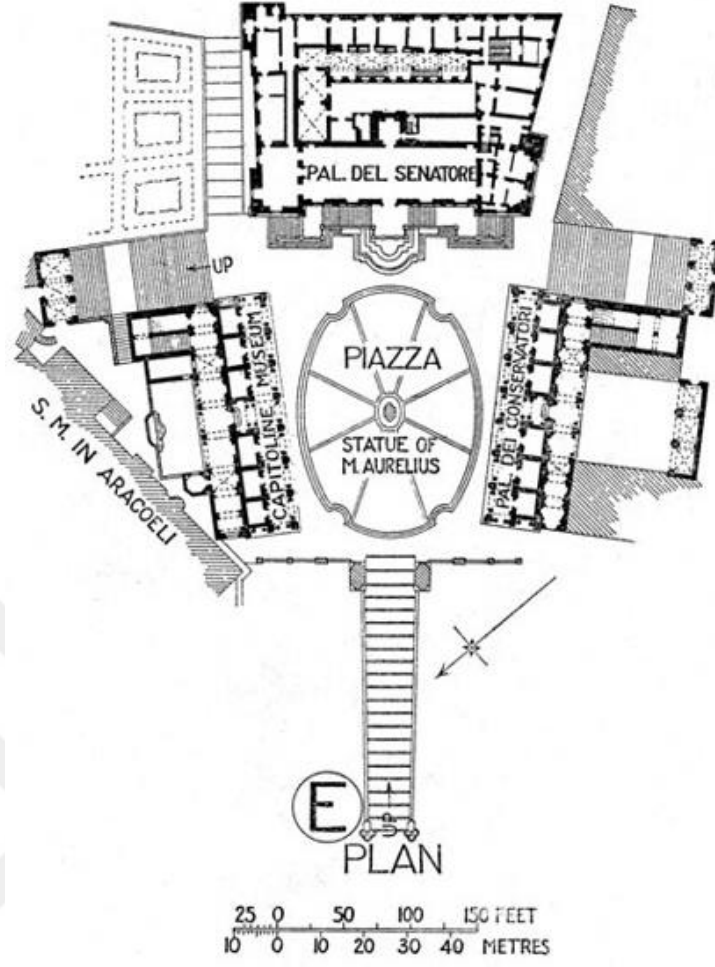 PAL. DEL SENATORE
UP
PIAZZA
STATUE OF
M. AURELIUS
CAPITOLINE MUSEUM
PAL. DEI CONSERVATORI
S. M. IN ARACOELI
E
UP
PLAN
25 0 50 100 150 FEET
10 0 10 20 30 40 METRES